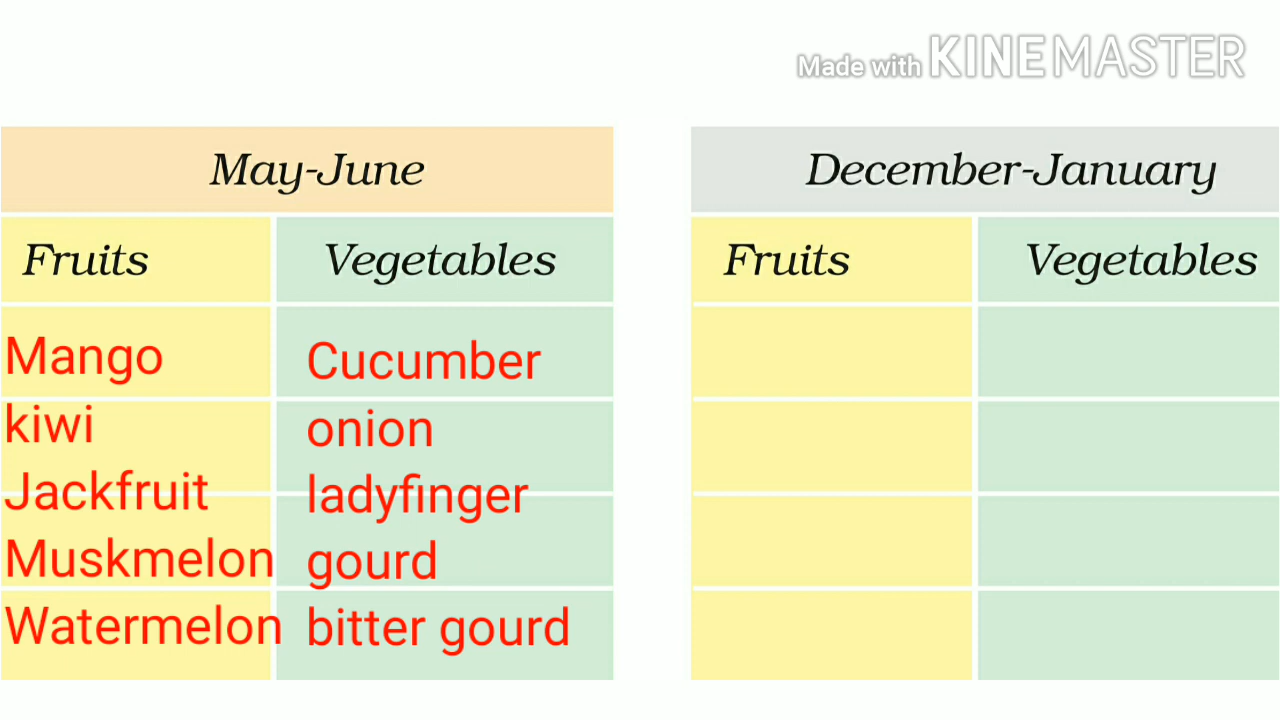 Made with KINEMASTER
May-June
Fruits Vegetables
Mango Cucumber
kiwi onion
Jackfruit ladyfinger
Muskmelon gourd
Watermelon bitter gourd
December-January
Fruits Vegetables